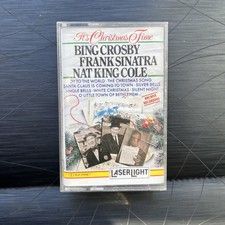 It's Christmas Time
BING CROSBY
FRANK SINATRA
NAT KING COLE
JOY TO THE WORLD · THE CHRISTMAS SONG
SANTA CLAUS IS COMING TO TOWN · SILVER BELLS
JINGLE BELLS · WHITE CHRISTMAS · SILENT NIGHT
O LITTLE TOWN OF BETHLEHEM
LASERLIGHT